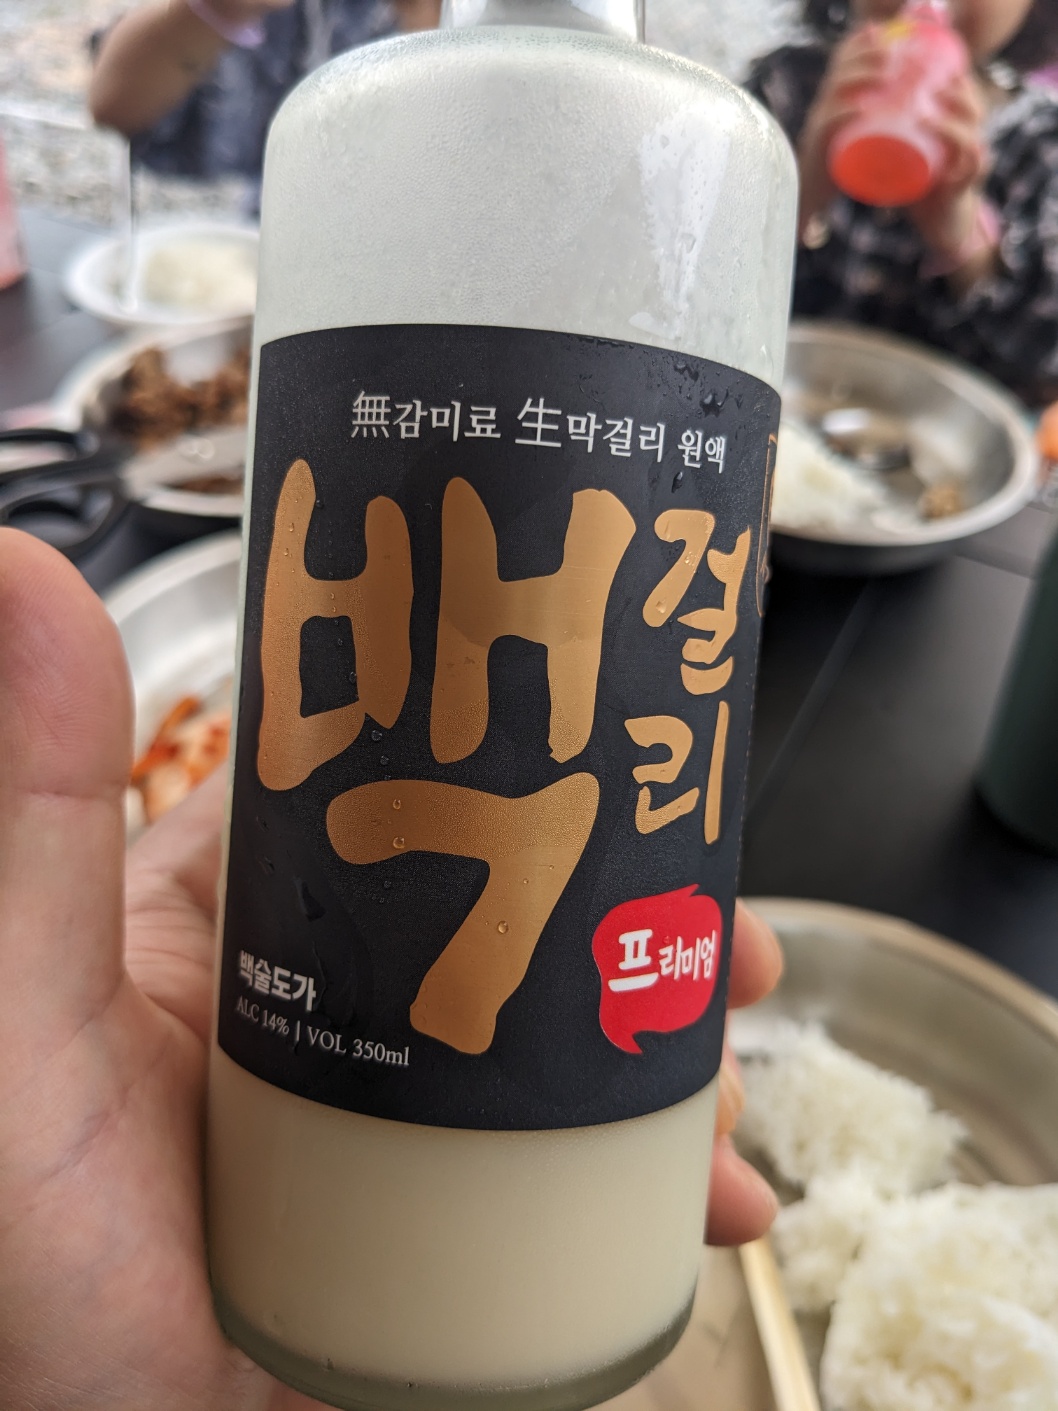 無감미료 生막걸리 원액
백걸리
프리미엄
백술도가
ALC 14% | VOL 350ml